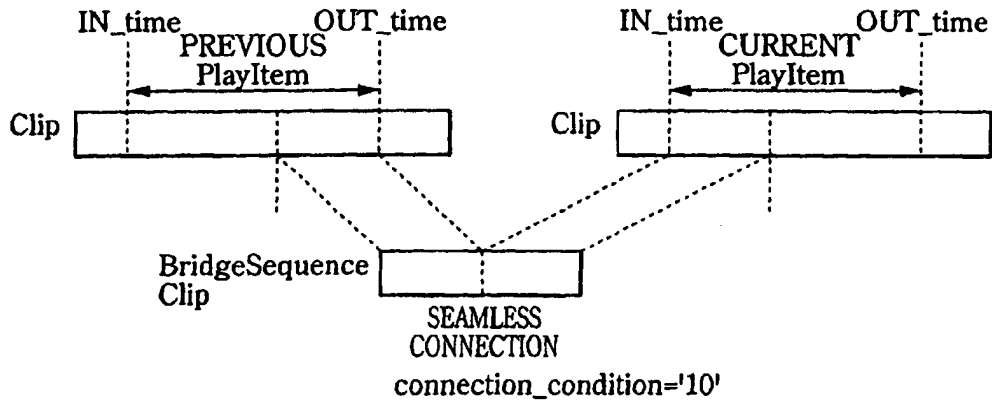 IN_time OUT_time IN_time OUT_time
PREVIOUS CURRENT
PlayItem PlayItem
Clip Clip
BridgeSequence
Clip
SEAMLESS
CONNECTION
connection_condition='10'